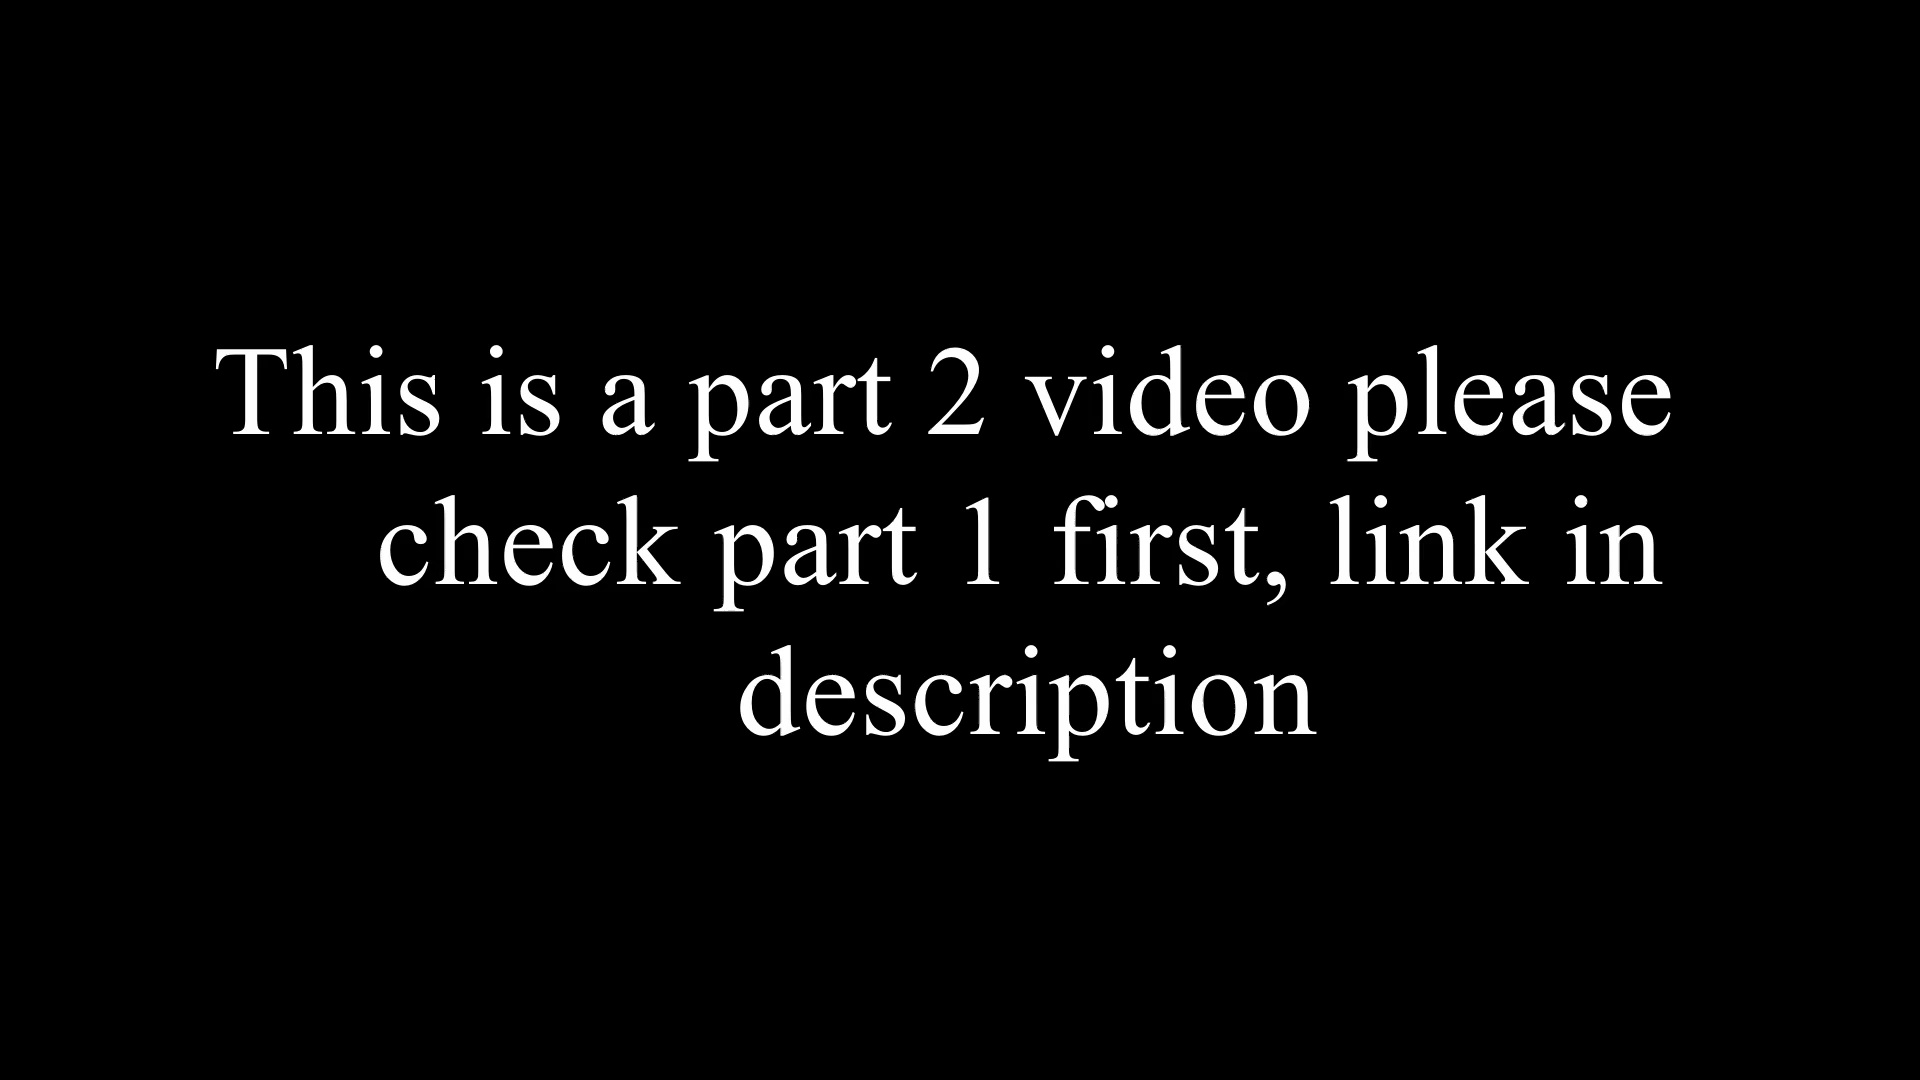 This is a part 2 video please
check part 1 first, link in
description